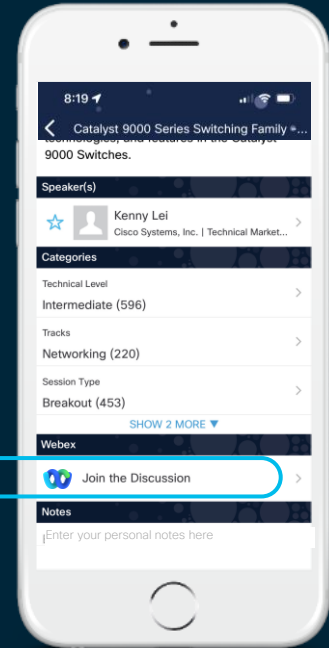 8:19
Catalyst 9000 Series Switching Family
technologies, and features in the Catalyst
9000 Switches.
Speaker(s)
Kenny Lei
Cisco Systems, Inc. | Technical Market...
Categories
Technical Level
Intermediate (596)
Tracks
Networking (220)
Session Type
Breakout (453)
SHOW 2 MORE ▼
Webex
Join the Discussion
Notes
Enter your personal notes here